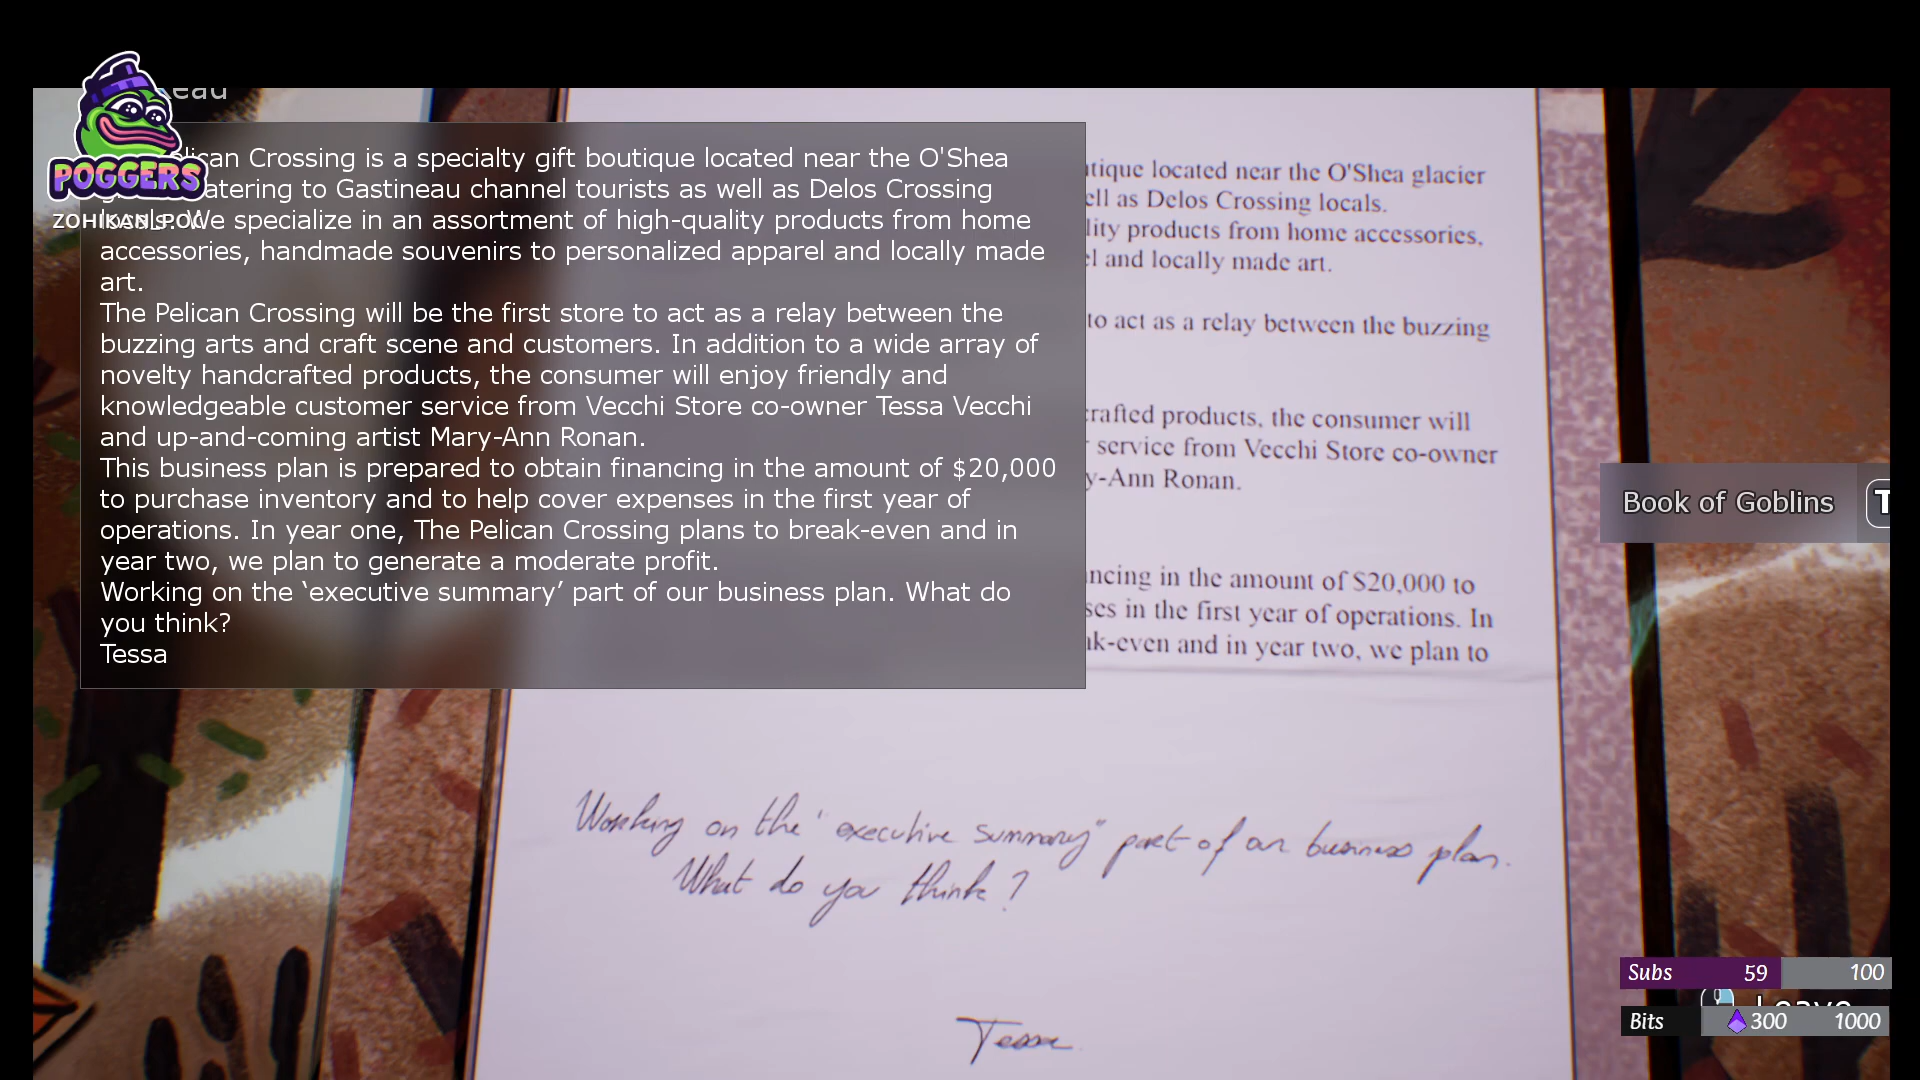 POGGERS
elican Crossing is a specialty gift boutique located near the O'Shea
atering to Gastineau channel tourists as well as Delos Crossing
We specialize in an assortment of high-quality products from home
accessories, handmade souvenirs to personalized apparel and locally made
art.
The Pelican Crossing will be the first store to act as a relay between the
buzzing arts and craft scene and customers. In addition to a wide array of
novelty handcrafted products, the consumer will enjoy friendly and
knowledgeable customer service from Vecchi Store co-owner Tessa Vecchi
and up-and-coming artist Mary-Ann Ronan.
This business plan is prepared to obtain financing in the amount of $20,000
to purchase inventory and to help cover expenses in the first year of
operations. In year one, The Pelican Crossing plans to break-even and in
year two, we plan to generate a moderate profit.
Working on the ‘executive summary’ part of our business plan. What do
you think?
Tessa
tique located near the O'Shea glacier
ell as Delos Crossing locals.
lity products from home accessories,
el and locally made art.
to act as a relay between the buzzing
crafted products, the consumer will
service from Vecchi Store co-owner
y-Ann Ronan.
ncing in the amount of $20,000 to
ses in the first year of operations. In
ak-even and in year two, we plan to
Working on the 'executive summary" part of our business plan.
What do you think?
Tessa
Book of Goblins T
Subs 59 100
Leave
Bits 300 1000